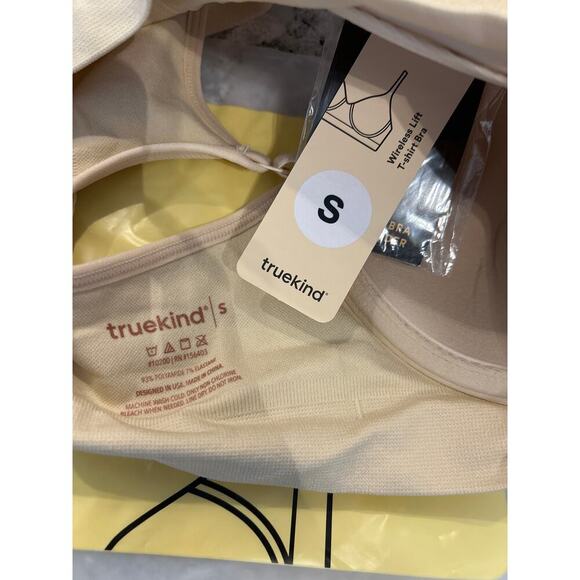 Wireless Lift
T-shirt Bra
S
truekind®
BRA
truekind® | S
#10200 | RN #156403
93% POLYAMIDE 7% ELASTANE
DESIGNED IN USA. MADE IN CHINA.
MACHINE WASH COLD. ONLY NON-CHLORINE
BLEACH WHEN NEEDED. LINE DRY. DO NOT IRON.